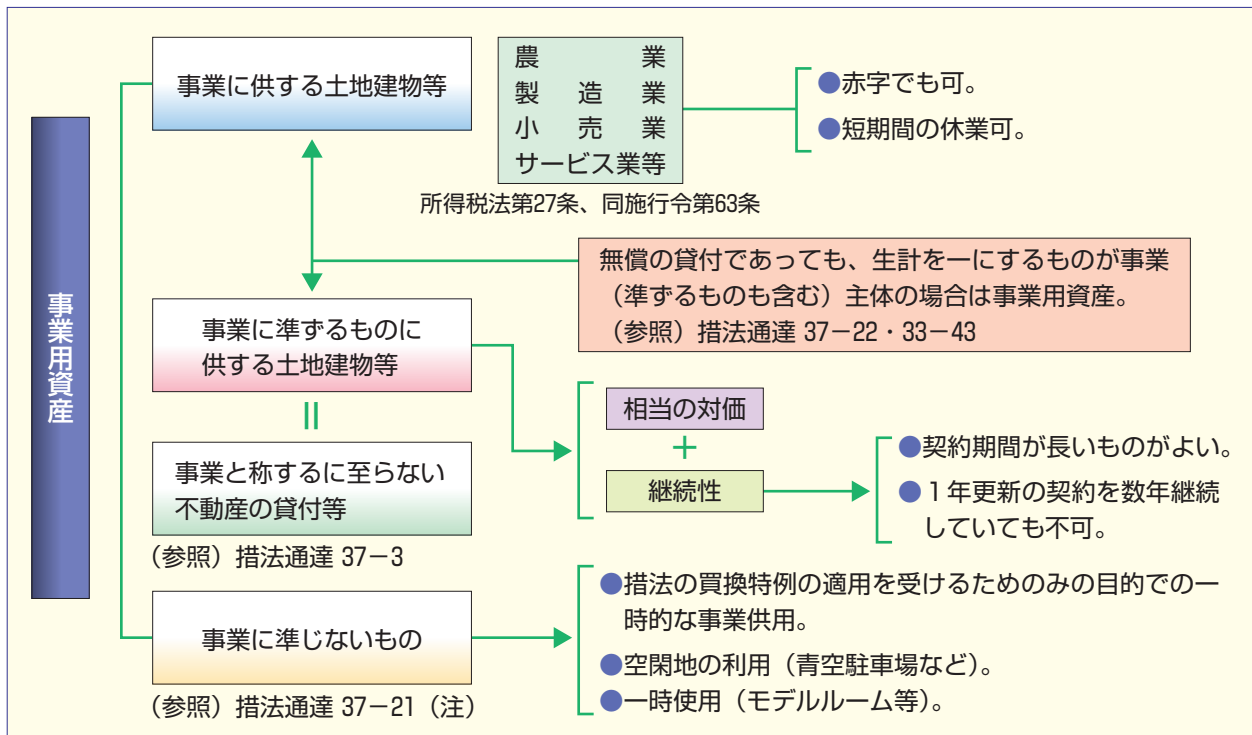 事業用資産
事業に供する土地建物等
農業
製造業
小売業
サービス業等
●赤字でも可。
●短期間の休業可。
所得税法第27条、同施行令第63条
無償の貸付であっても、生計を一にするものが事業
（準ずるものも含む）主体の場合は事業用資産。
（参照）措法通達 37－22・33－43
事業に準ずるものに
供する土地建物等
＝
事業と称するに至らない
不動産の貸付等
（参照）措法通達 37－3
相当の対価
＋
継続性
●契約期間が長いものがよい。
●１年更新の契約を数年継続
していても不可。
事業に準じないもの
（参照）措法通達 37－21（注）
●措法の買換特例の適用を受けるためのみの目的での一
時的な事業供用。
●空閑地の利用（青空駐車場など）。
●一時使用（モデルルーム等）。